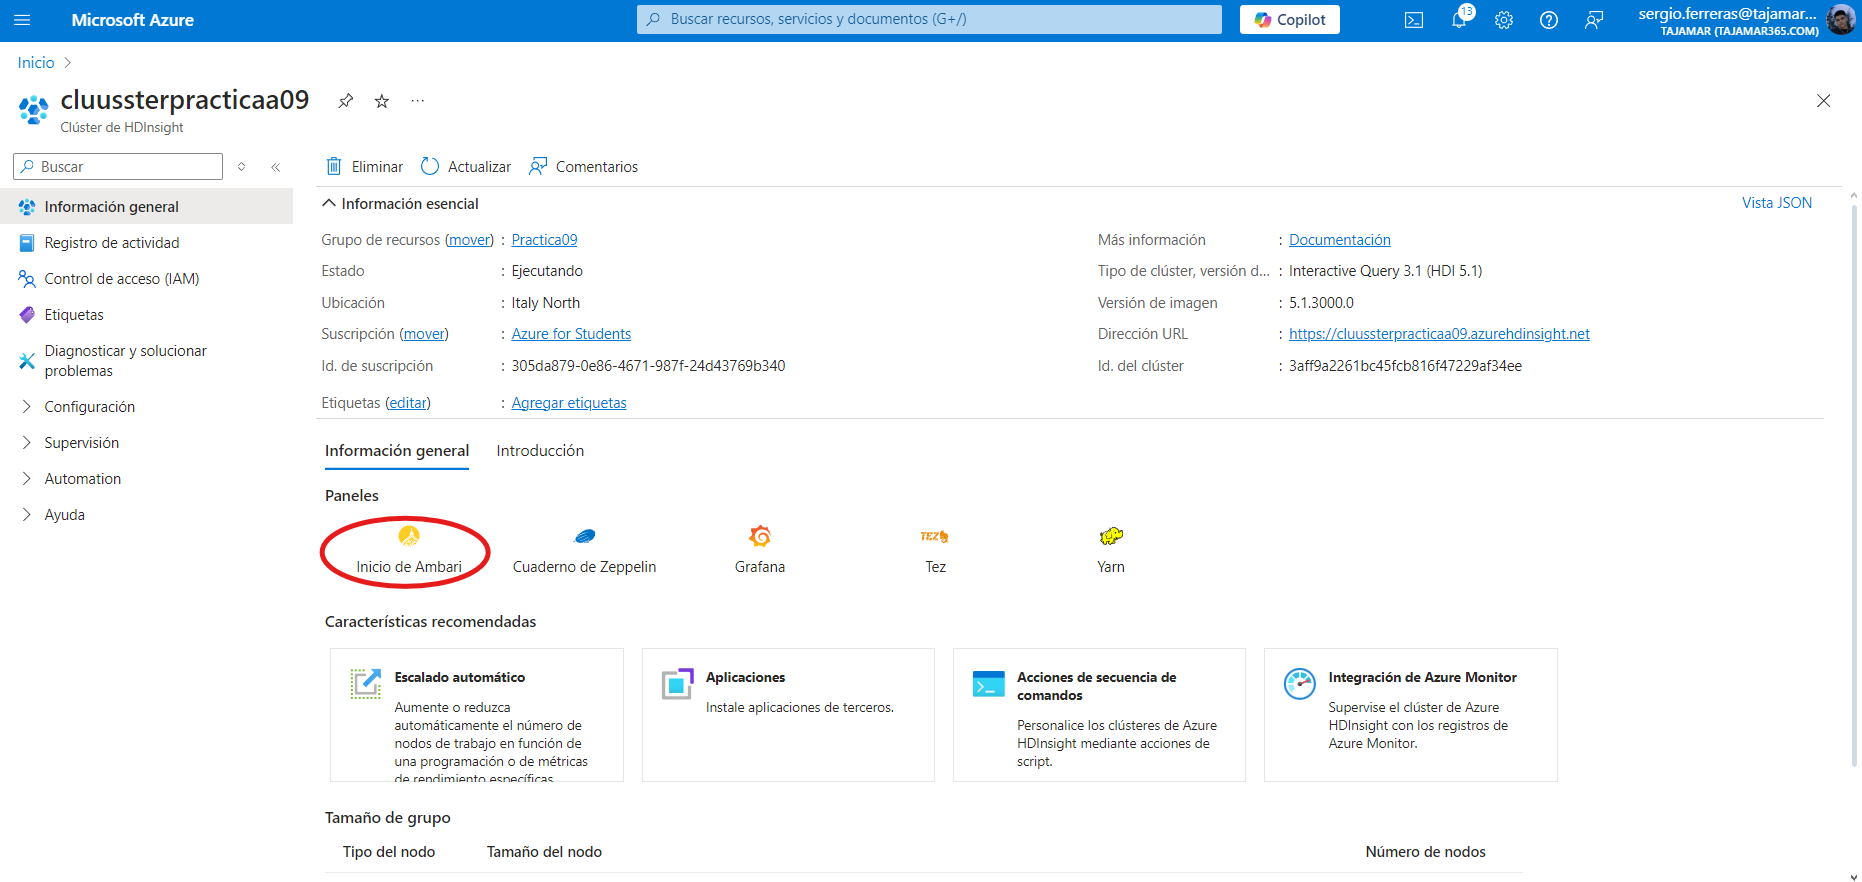 Microsoft Azure
Buscar recursos, servicios y documentos (G+/)
Copilot
13
sergio.ferreras@tajamar...
TAJAMAR (TAJAMAR365.COM)
Inicio
cluussterpracticaa09
Clúster de HDInsight
Buscar
Eliminar
Actualizar
Comentarios
Información general
Registro de actividad
Control de acceso (IAM)
Etiquetas
Diagnosticar y solucionar
problemas
Configuración
Supervisión
Automation
Ayuda
Información esencial
Vista JSON
Grupo de recursos (mover) : Practica09
Estado : Ejecutando
Ubicación : Italy North
Suscripción (mover) : Azure for Students
Id. de suscripción : 305da879-0e86-4671-987f-24d43769b340
Etiquetas (editar) : Agregar etiquetas
Más información : Documentación
Tipo de clúster, versión d... : Interactive Query 3.1 (HDI 5.1)
Versión de imagen : 5.1.3000.0
Dirección URL : https://cluussterpracticaa09.azurehdinsight.net
Id. del clúster : 3aff9a2261bc45fcb816f47229af34ee
Información general
Introducción
Paneles
Inicio de Ambari
Cuaderno de Zeppelin
Grafana
TEZ
Tez
Yarn
Características recomendadas
Escalado automático
Aumente o reduzca
automáticamente el número de
nodos de trabajo en función de
una programación o de métricas
de rendimiento específicas.
Aplicaciones
Instale aplicaciones de terceros.
Acciones de secuencia de
comandos
Personalice los clústeres de Azure
HDInsight mediante acciones de
script.
Integración de Azure Monitor
Supervise el clúster de Azure
HDInsight con los registros de
Azure Monitor.
Tamaño de grupo
Tipo del nodo
Tamaño del nodo
Número de nodos